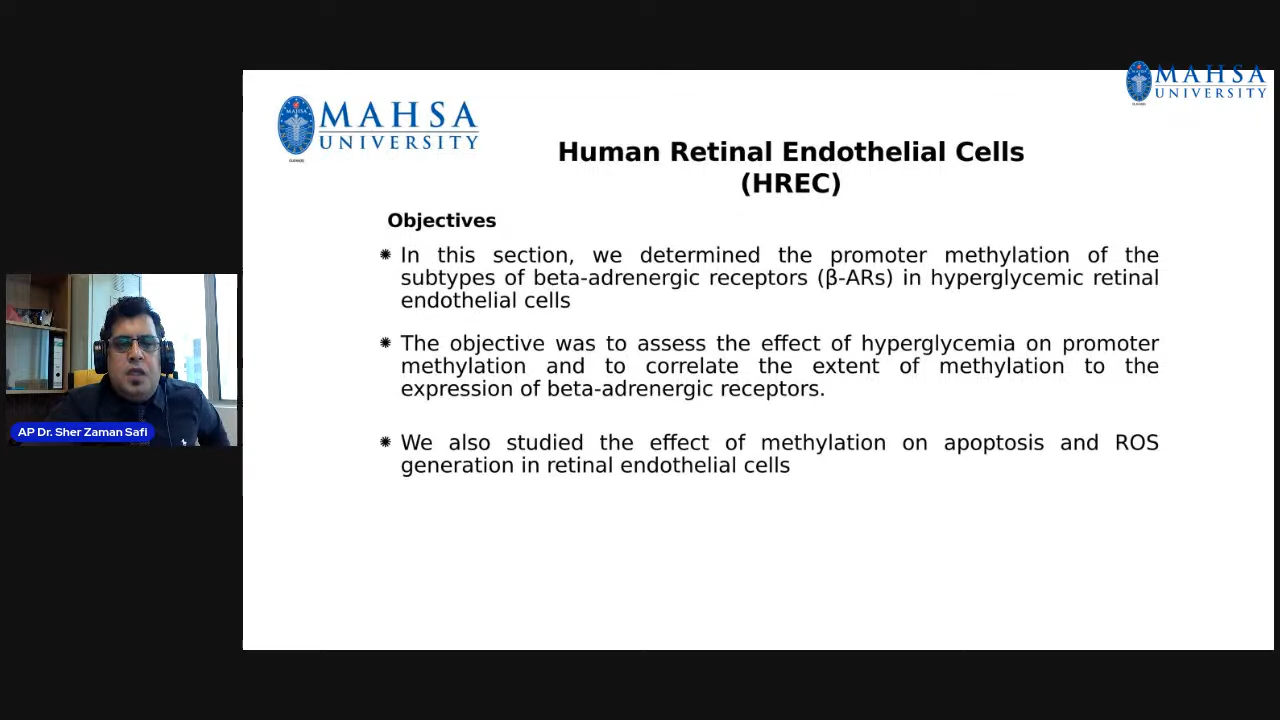 MAHSA
UNIVERSITY
MAHSA
UNIVERSITY
Human Retinal Endothelial Cells
(HREC)
Objectives
In this section, we determined the promoter methylation of the
subtypes of beta-adrenergic receptors (β-ARs) in hyperglycemic retinal
endothelial cells
The objective was to assess the effect of hyperglycemia on promoter
methylation and to correlate the extent of methylation to the
expression of beta-adrenergic receptors.
We also studied the effect of methylation on apoptosis and ROS
generation in retinal endothelial cells
AP Dr. Sher Zaman Safi